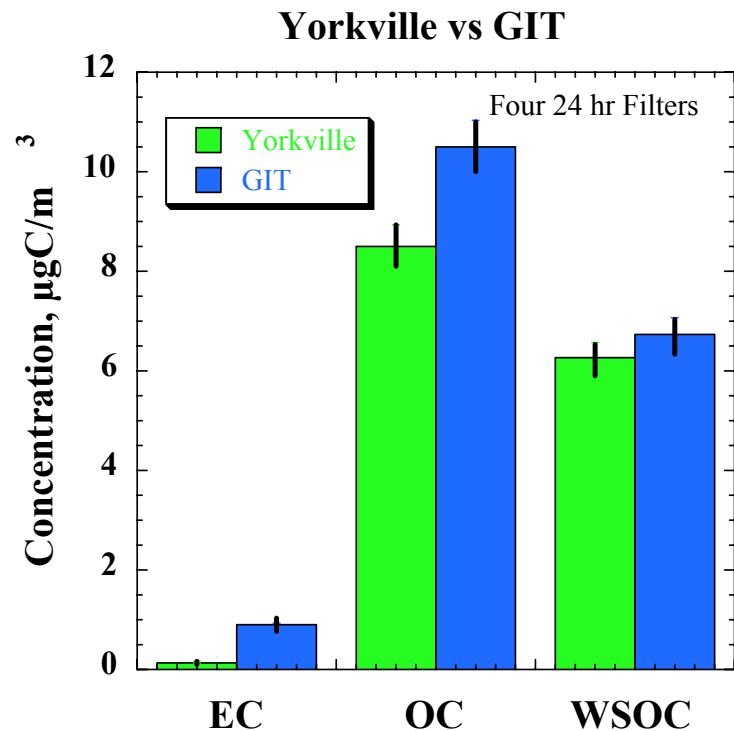 Yorkville vs GIT
Four 24 hr Filters
Yorkville
GIT
Concentration, µgC/m 3
12
10
8
6
4
2
0
EC OC WSOC